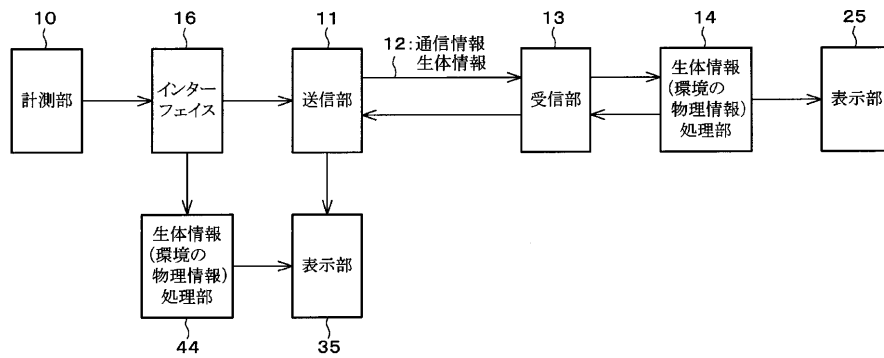 10
16
11
12:通信情報
生体情報
13
14
25
計測部
インター
フェイス
送信部
受信部
生体情報
(環境の
物理情報)
処理部
表示部
生体情報
(環境の
物理情報)
処理部
表示部
44
35